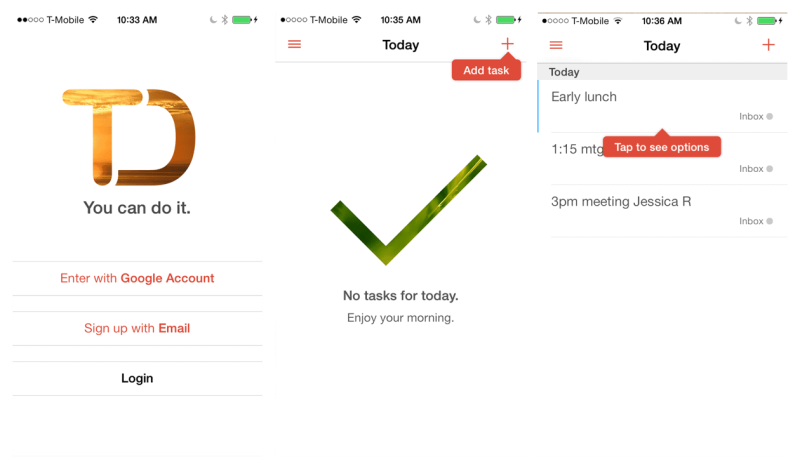 T-Mobile 10:33 AM
TD
You can do it.
Enter with Google Account
Sign up with Email
Login
T-Mobile 10:35 AM
Today
Add task
No tasks for today.
Enjoy your morning.
T-Mobile 10:36 AM
Today
Today
Early lunch
Inbox
1:15 mtg
Tap to see options
Inbox
3pm meeting Jessica R
Inbox